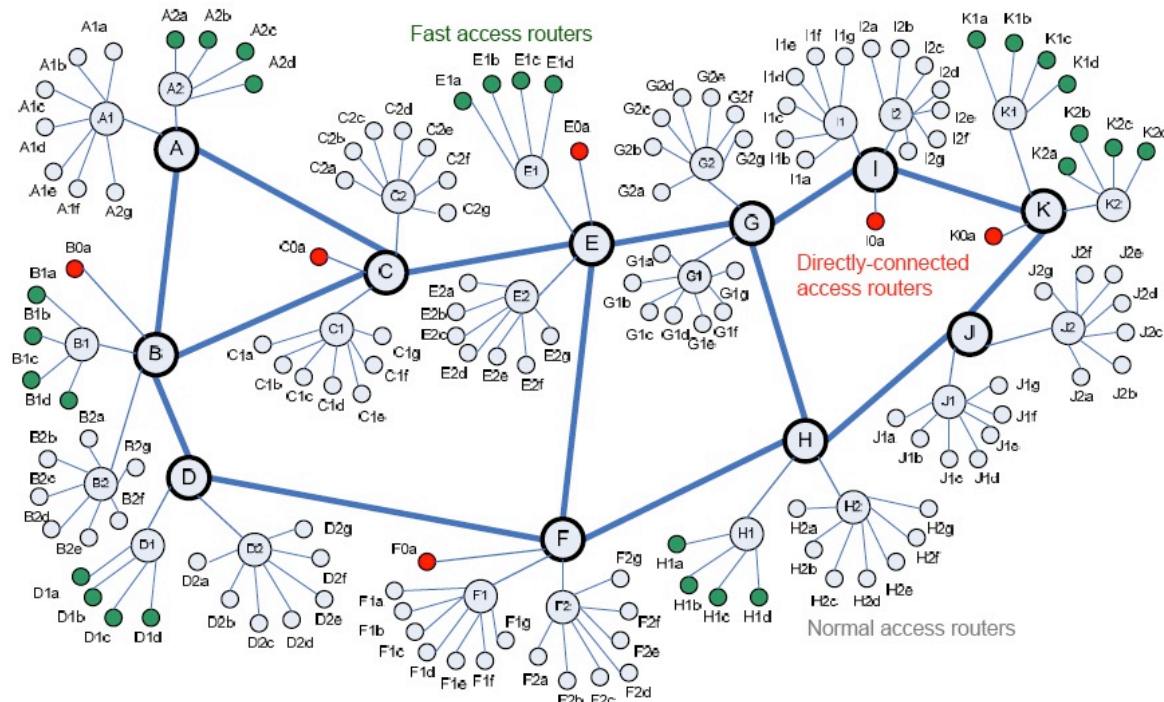 Fast access routers
Directly-connected
access routers
Normal access routers
A
A1
A1a
A1b
A1c
A1d
A1e
A1f
A1g
A2
A2a
A2b
A2c
A2d
B
B0a
B1
B1a
B1b
B1c
B1d
B2
B2a
B2b
B2c
B2d
B2e
B2f
B2g
C
C0a
C1
C1a
C1b
C1c
C1d
C1e
C1f
C1g
C2
C2a
C2b
C2c
C2d
C2e
C2f
C2g
D
D1
D1a
D1b
D1c
D1d
D2
D2a
D2b
D2c
D2d
D2e
D2f
D2g
E
E0a
E1
E1a
E1b
E1c
E1d
E2
E2a
E2b
E2c
E2d
E2e
E2f
E2g
F
F0a
F1
F1a
F1b
F1c
F1d
F1e
F1f
F1g
F2
F2a
F2b
F2c
F2d
F2e
F2f
F2g
G
G1
G1a
G1b
G1c
G1d
G1e
G1f
G1g
G2
G2a
G2b
G2c
G2d
G2e
G2f
G2g
H
H1
H1a
H1b
H1c
H1d
H2
H2a
H2b
H2c
H2d
H2e
H2f
H2g
I
I0a
I1
I1a
I1b
I1c
I1d
I1e
I1f
I1g
I2
I2a
I2b
I2c
I2d
I2e
I2f
I2g
J
J1
J1a
J1b
J1c
J1d
J1e
J1f
J1g
J2
J2a
J2b
J2c
J2d
J2e
J2f
J2g
K
K0a
K1
K1a
K1b
K1c
K1d
K2
K2a
K2b
K2c
K2d